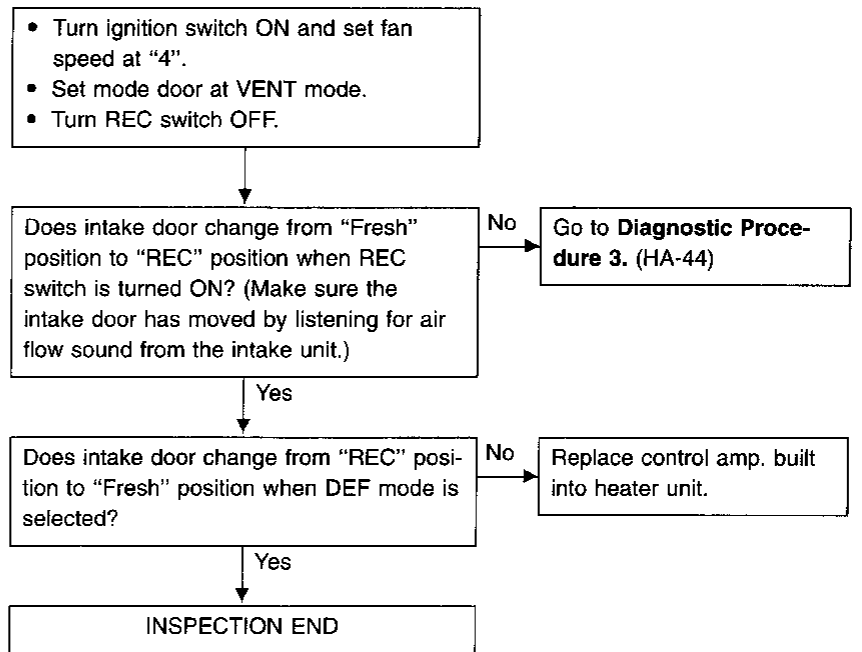 • Turn ignition switch ON and set fan
speed at “4”.
• Set mode door at VENT mode.
• Turn REC switch OFF.
Does intake door change from “Fresh”
position to “REC” position when REC
switch is turned ON? (Make sure the
intake door has moved by listening for air
flow sound from the intake unit.)
No
Go to Diagnostic Proce-
dure 3. (HA-44)
Yes
Does intake door change from “REC” posi-
tion to “Fresh” position when DEF mode is
selected?
No
Replace control amp. built
into heater unit.
Yes
INSPECTION END